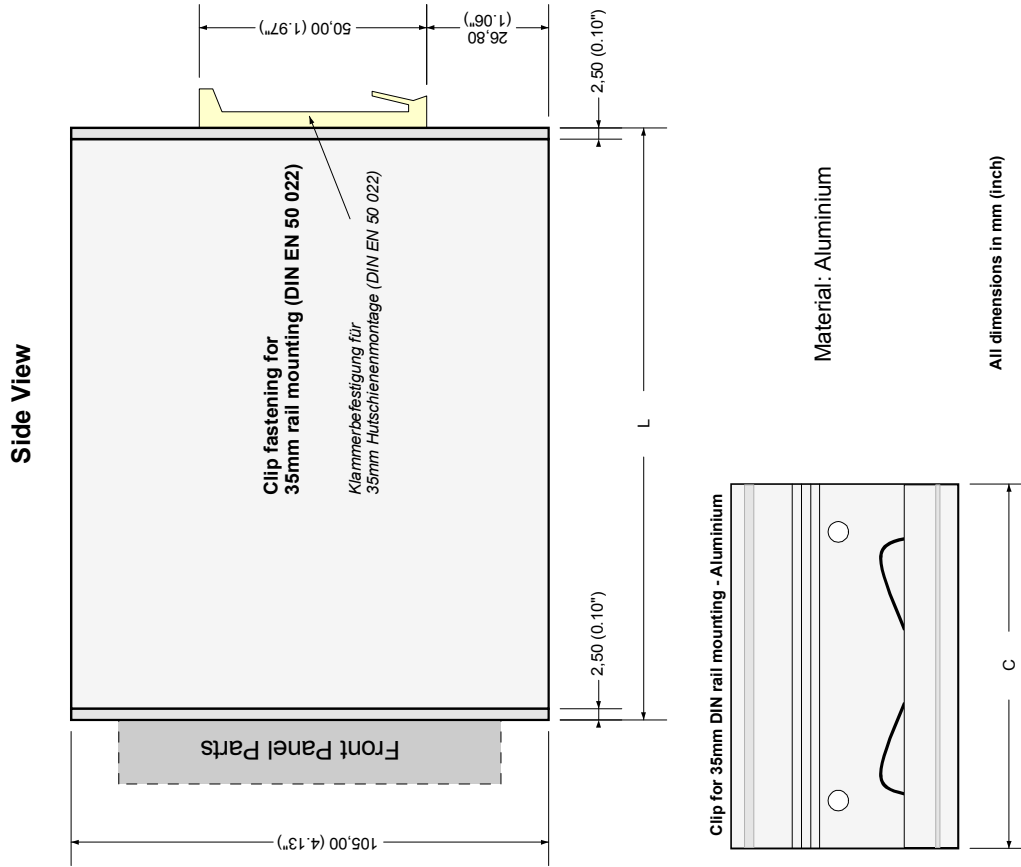 Side View
50,00 (1.97")
26,80
(1.06")
2,50 (0.10")
Clip fastening for
35mm rail mounting (DIN EN 50 022)
Klammerbefestigung für
35mm Hutschienenmontage (DIN EN 50 022)
L
2,50 (0.10")
Front Panel Parts
105,00 (4.13")
Material: Aluminium
All dimensions in mm (inch)
Clip for 35mm DIN rail mounting - Aluminium
C